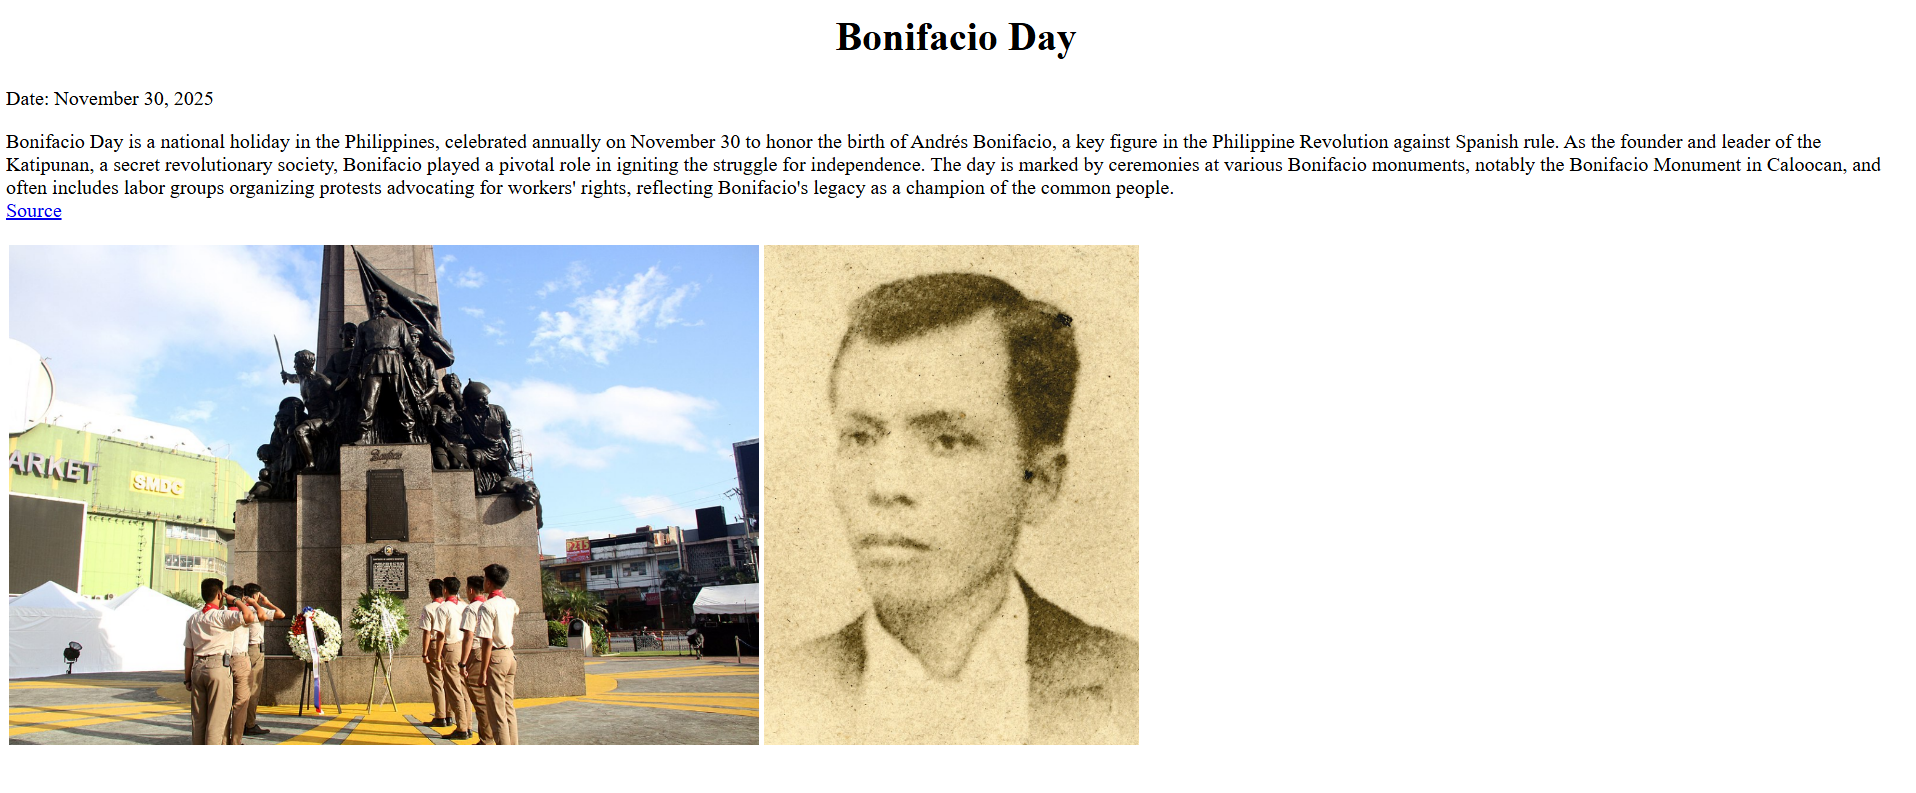 Bonifacio Day
Date: November 30, 2025
Bonifacio Day is a national holiday in the Philippines, celebrated annually on November 30 to honor the birth of Andrés Bonifacio, a key figure in the Philippine Revolution against Spanish rule. As the founder and leader of the
Katipunan, a secret revolutionary society, Bonifacio played a pivotal role in igniting the struggle for independence. The day is marked by ceremonies at various Bonifacio monuments, notably the Bonifacio Monument in Caloocan, and
often includes labor groups organizing protests advocating for workers' rights, reflecting Bonifacio's legacy as a champion of the common people.
Source
Bonifacio
ARKET
SMDC